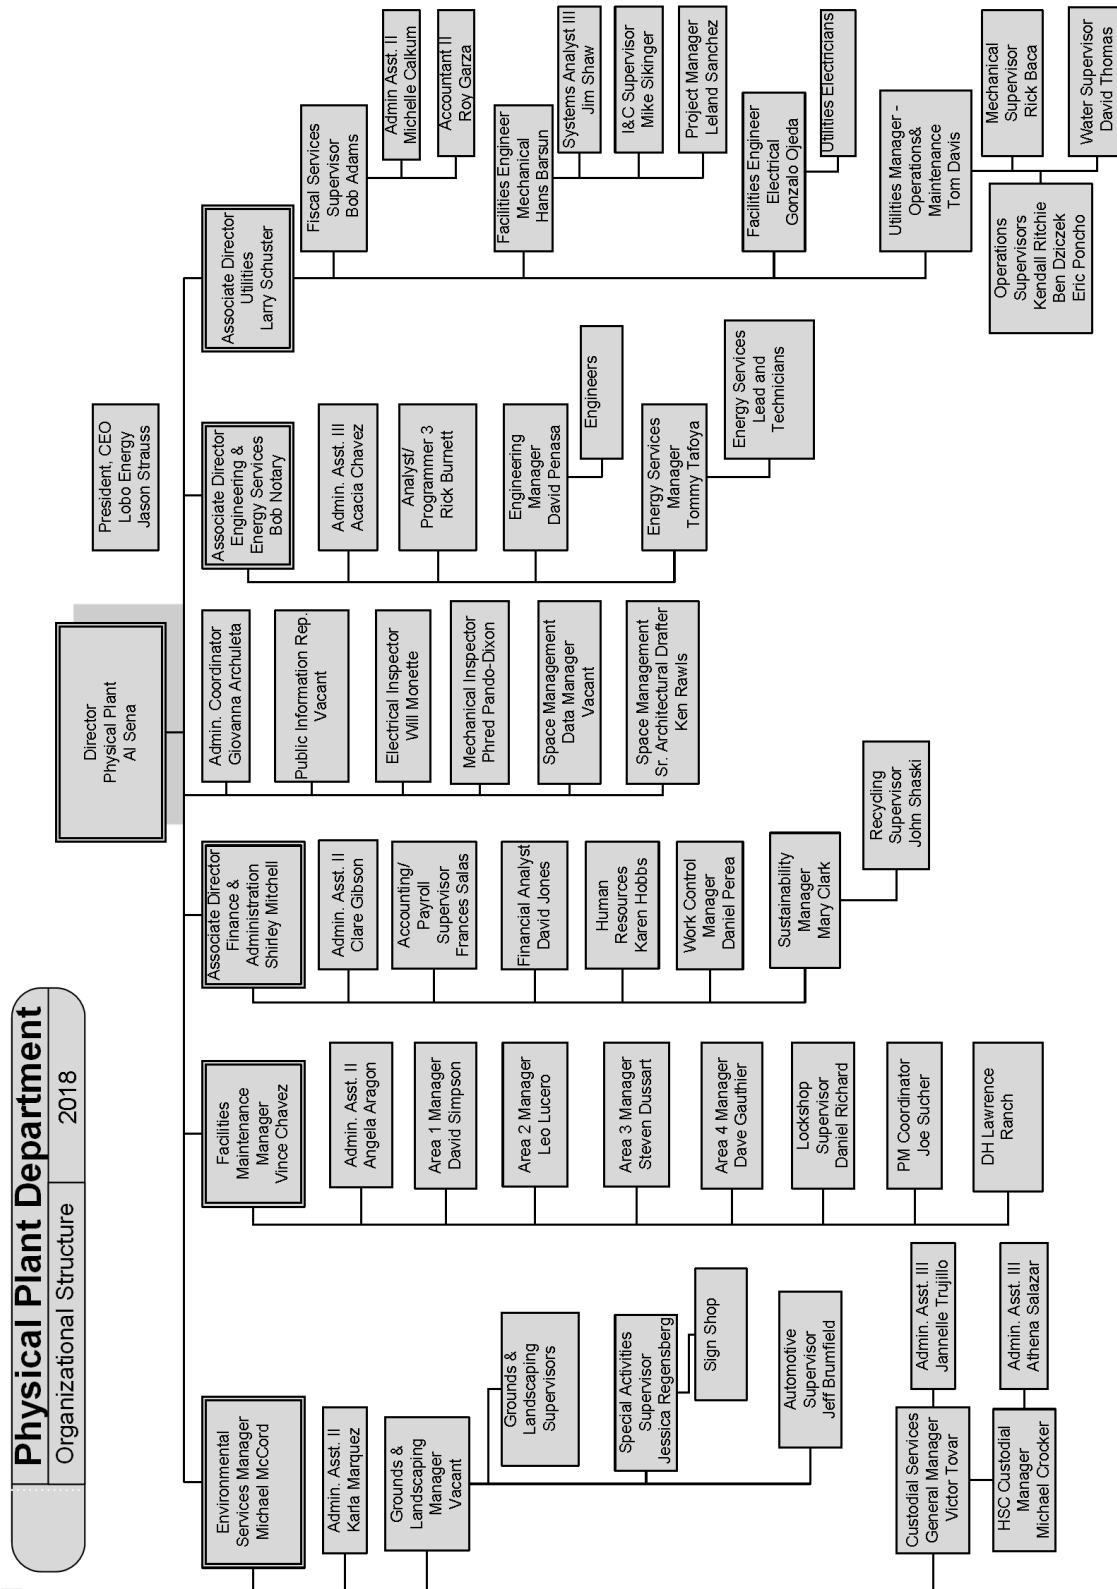 Physical Plant Department
Organizational Structure
2018
Director
Physical Plant
Al Sena
President, CEO
Lobo Energy
Jason Strauss
Environmental
Services Manager
Michael McCord
Admin. Asst. II
Karla Marquez
Grounds &
Landscaping
Manager
Vacant
Grounds &
Landscaping
Supervisors
Special Activities
Supervisor
Jessica Regensberg
Sign Shop
Automotive
Supervisor
Jeff Brumfield
Custodial Services
General Manager
Victor Tovar
Admin. Asst. III
Jannelle Trujillo
HSC Custodial
Manager
Michael Crocker
Admin. Asst. III
Athena Salazar
Facilities
Maintenance
Manager
Vince Chavez
Admin. Asst. II
Angela Aragon
Area 1 Manager
David Simpson
Area 2 Manager
Leo Lucero
Area 3 Manager
Steven Dussart
Area 4 Manager
Dave Gauthier
Lockshop
Supervisor
Daniel Richard
PM Coordinator
Joe Sucher
DH Lawrence
Ranch
Associate Director
Finance &
Administration
Shirley Mitchell
Admin. Asst. II
Clare Gibson
Accounting/
Payroll
Supervisor
Frances Salas
Financial Analyst
David Jones
Human
Resources
Karen Hobbs
Work Control
Manager
Daniel Perea
Sustainability
Manager
Mary Clark
Recycling
Supervisor
John Shaski
Admin. Coordinator
Giovanna Archuleta
Public Information Rep.
Vacant
Electrical Inspector
Will Monette
Mechanical Inspector
Phred Pando-Dixon
Space Management
Data Manager
Vacant
Space Management
Sr. Architectural Drafter
Ken Rawls
Associate Director
Engineering &
Energy Services
Bob Notary
Admin. Asst. III
Acacia Chavez
Analyst/
Programmer 3
Rick Burnett
Engineering
Manager
David Penasa
Engineers
Energy Services
Manager
Tommy Tafoya
Energy Services
Lead and
Technicians
Associate Director
Utilities
Larry Schuster
Fiscal Services
Supervisor
Bob Adams
Admin Asst. II
Michelle Calkum
Accountant II
Roy Garza
Facilities Engineer
Mechanical
Hans Barsun
Systems Analyst III
Jim Shaw
I&C Supervisor
Mike Sikinger
Project Manager
Leland Sanchez
Facilities Engineer
Electrical
Gonzalo Ojeda
Utilities Electricians
Utilities Manager -
Operations&
Maintenance
Tom Davis
Mechanical
Supervisor
Rick Baca
Water Supervisor
David Thomas
Operations
Supervisors
Kendall Ritchie
Ben Dziczek
Eric Poncho